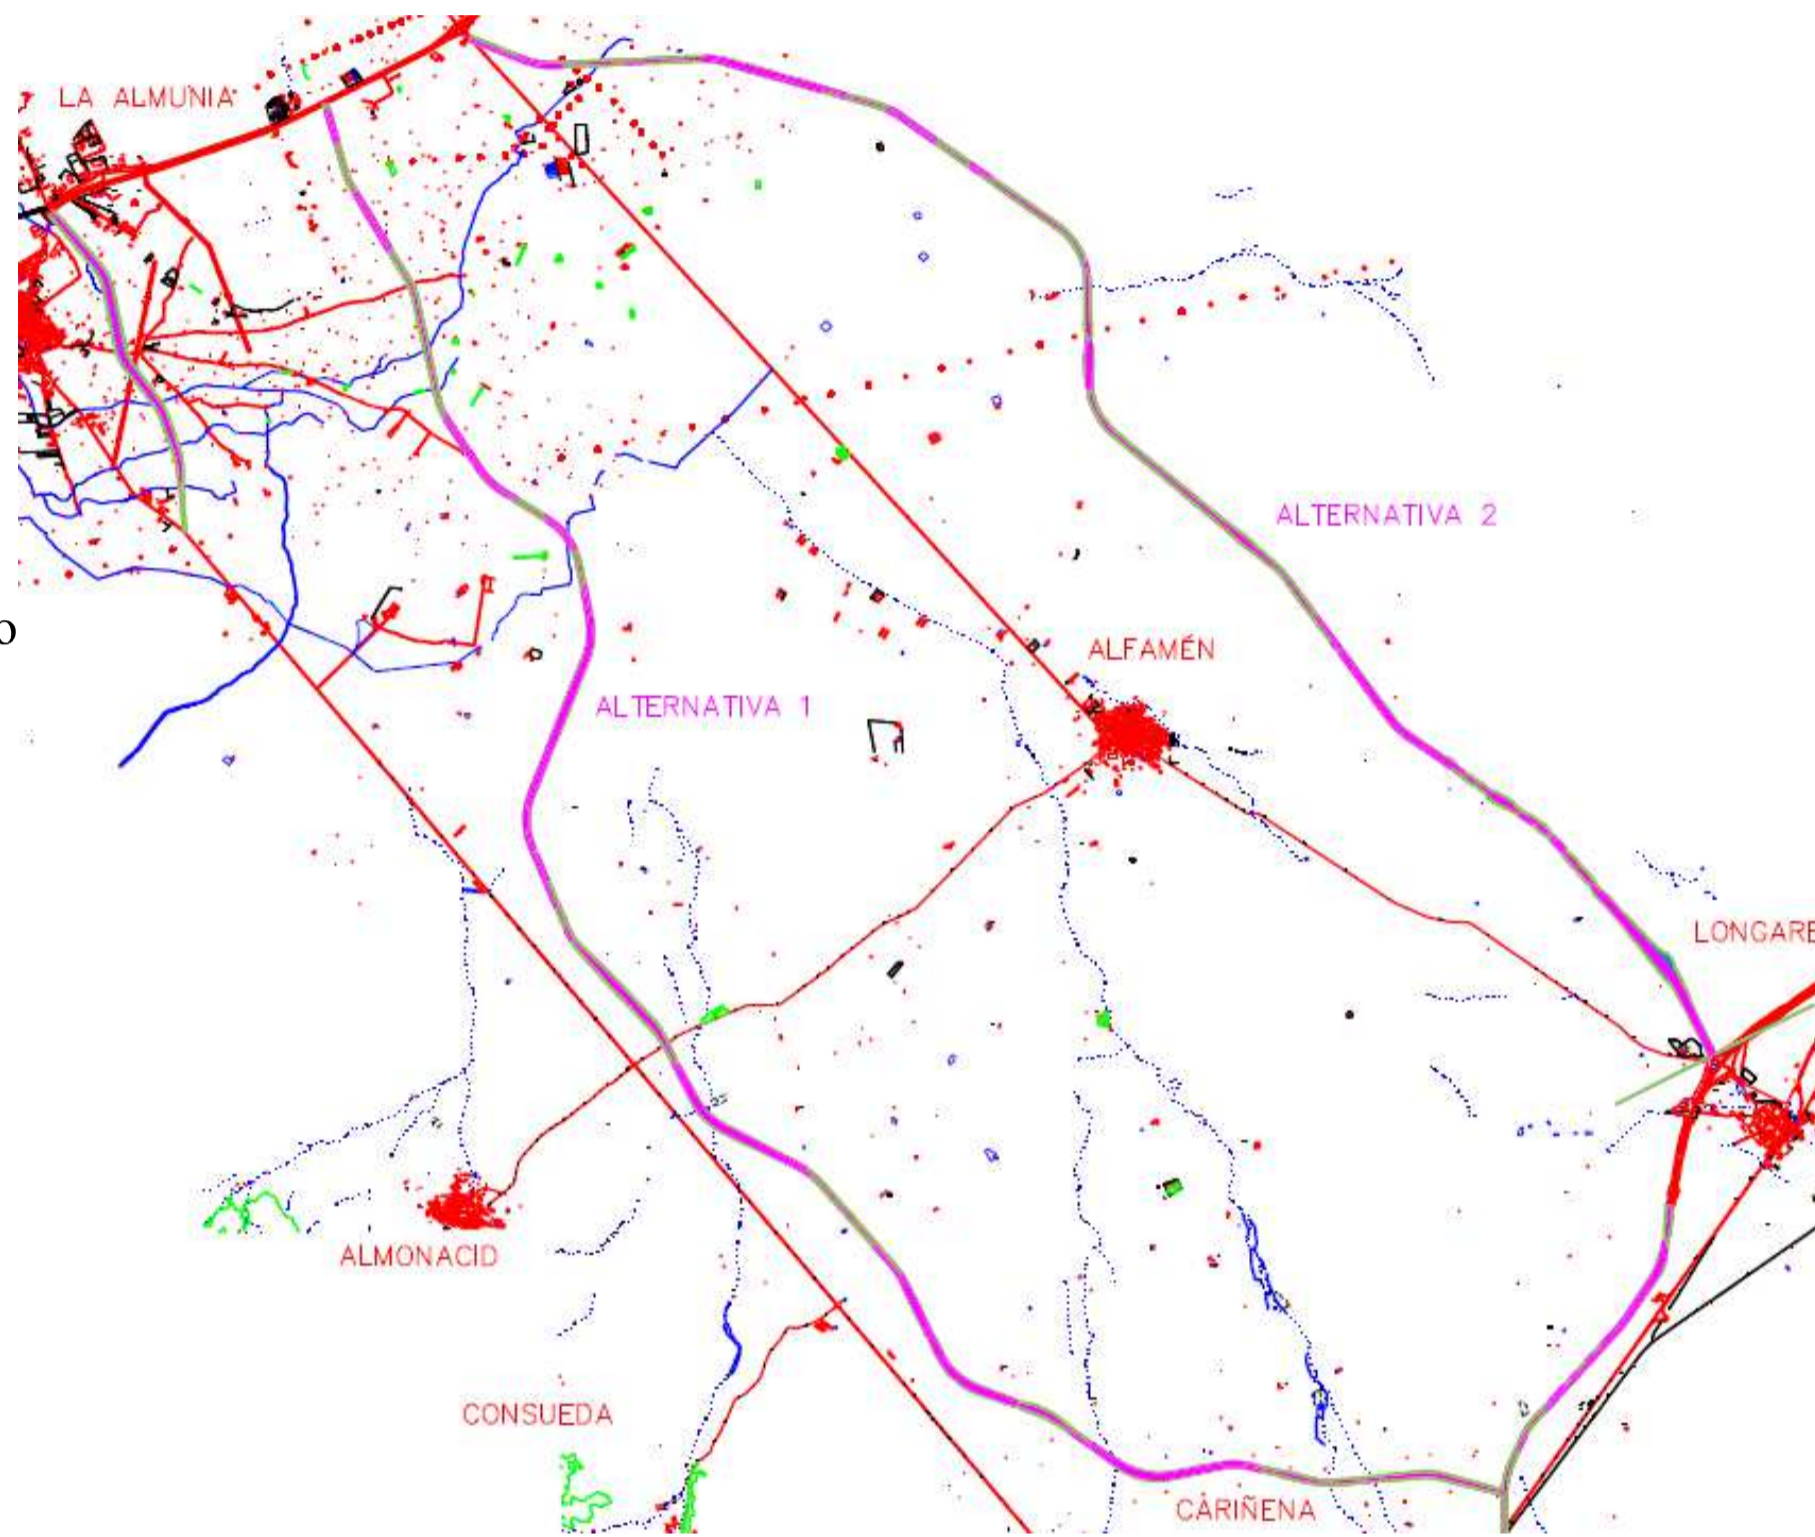 LA ALMUNIA
ALTERNATIVA 2
o
ALFAMÉN
ALTERNATIVA 1
LONGARE
ALMONACID
CONSUEDA
CARIÑENA